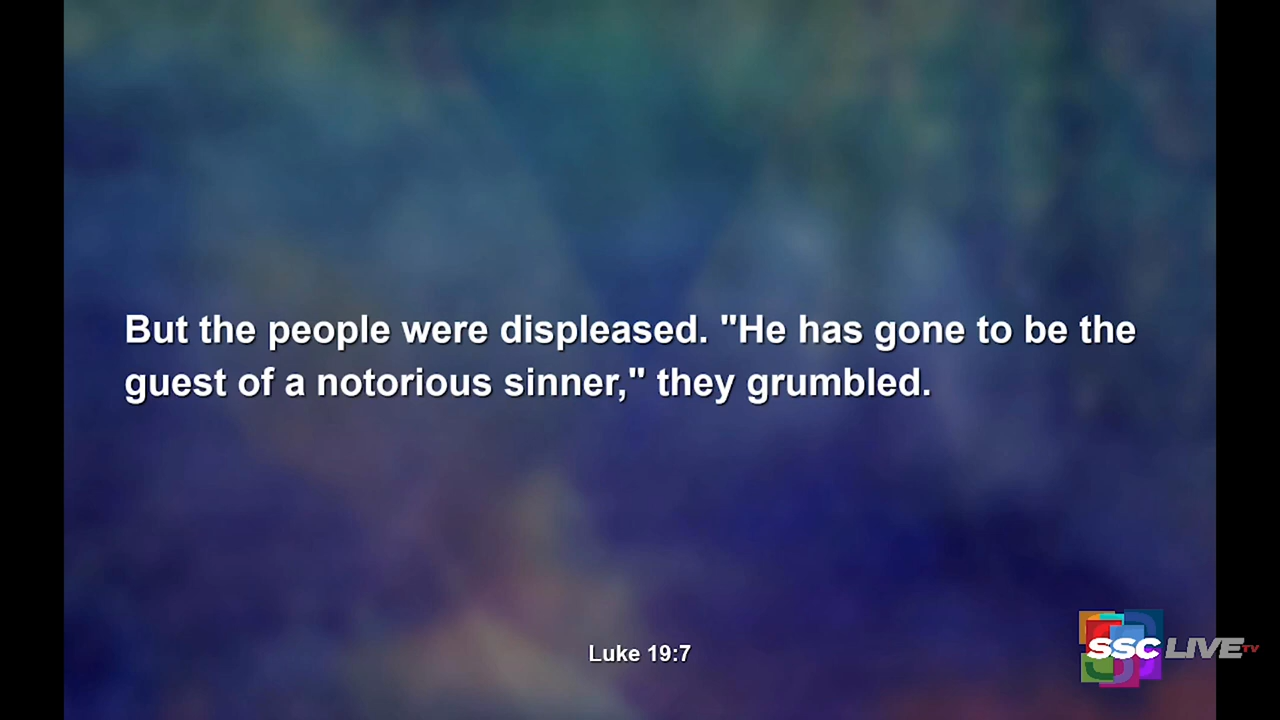 But the people were displeased. "He has gone to be the
guest of a notorious sinner," they grumbled.
Luke 19:7
SSC LIVE TV